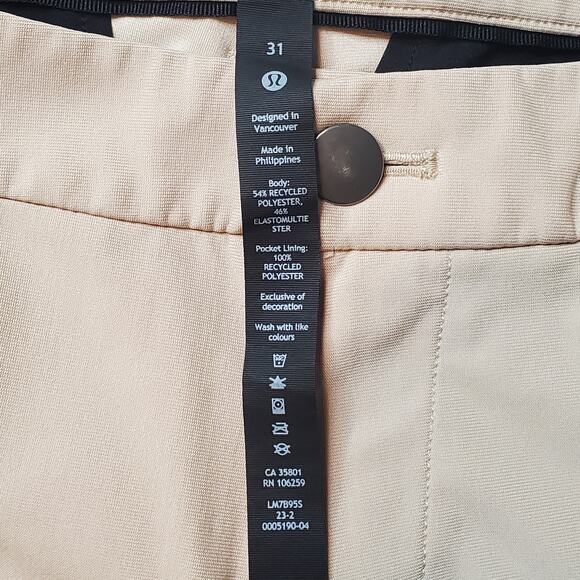 31
Designed in
Vancouver
Made in
Philippines
Body:
54% RECYCLED
POLYESTER,
46%
ELASTOMULTIE
STER
Pocket Lining:
100%
RECYCLED
POLYESTER
Exclusive of
decoration
Wash with like
colours
CA 35801
RN 106259
LM7B95S
23-2
0005190-04